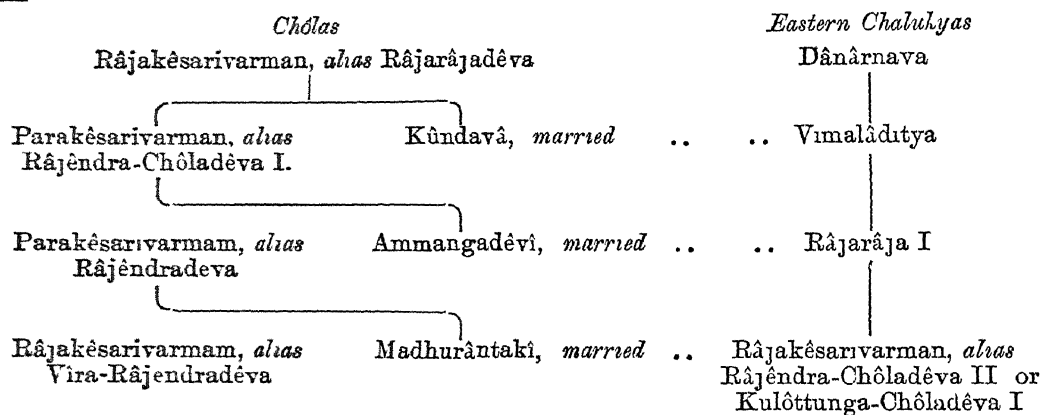 Chôlas Eastern Chalukyas
Râjakêsarivarman, alias Râjarâjadêva Dânârnava
Parakêsarivarman, alias Kûndavâ, married .. .. Vimalâditya
Râjêndra-Chôladêva I.
Parakêsarivarmam, alias Ammangadêvî, married .. .. Râjarâja I
Râjêndradeva
Râjakêsarivarmam, alias Madhurântakî, married .. Râjakêsarivarman, alias
Vîra-Râjendradêva Râjêndra-Chôladêva II or
Kulôttunga-Chôladêva I